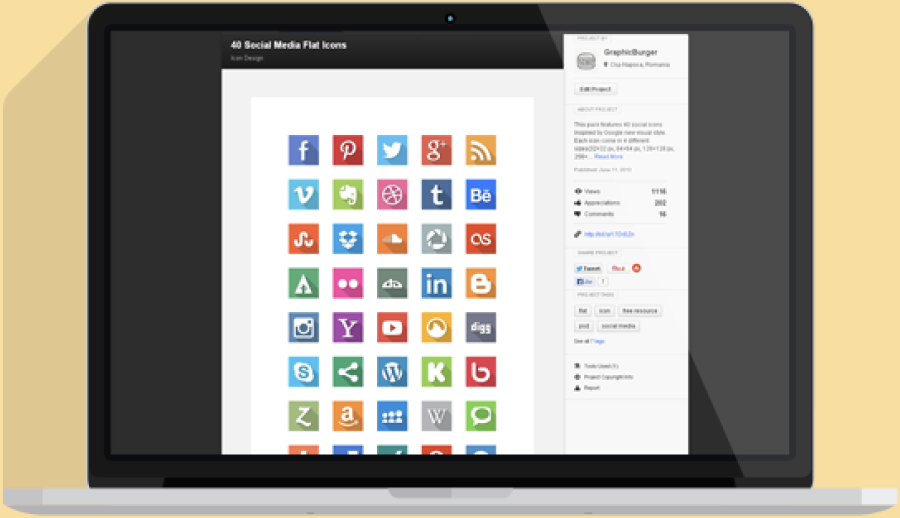 40 Social Media Flat Icons
Icon Design
PROJECT BY
GraphicBurger
Cluj-Napoca, Romania
Edit Project
ABOUT PROJECT
This pack features 40 social icons
inspired by Google new visual style.
Each icon come in 4 different
sizes(32×32 px, 64×64 px, 128×128 px,
256×... Read More
Published: June 11, 2013
Views 1116
Appreciations 202
Comments 16
SHARE PROJECT
Tweet
Pin it
Like 7
PROJECT TAGS
flat icon free resource
psd social media
See all 7 tags
Tools Used (1)
Project Copyright Info
Report
f g+
v t Bē
as
in B
Y digg
S W K b
Z a W